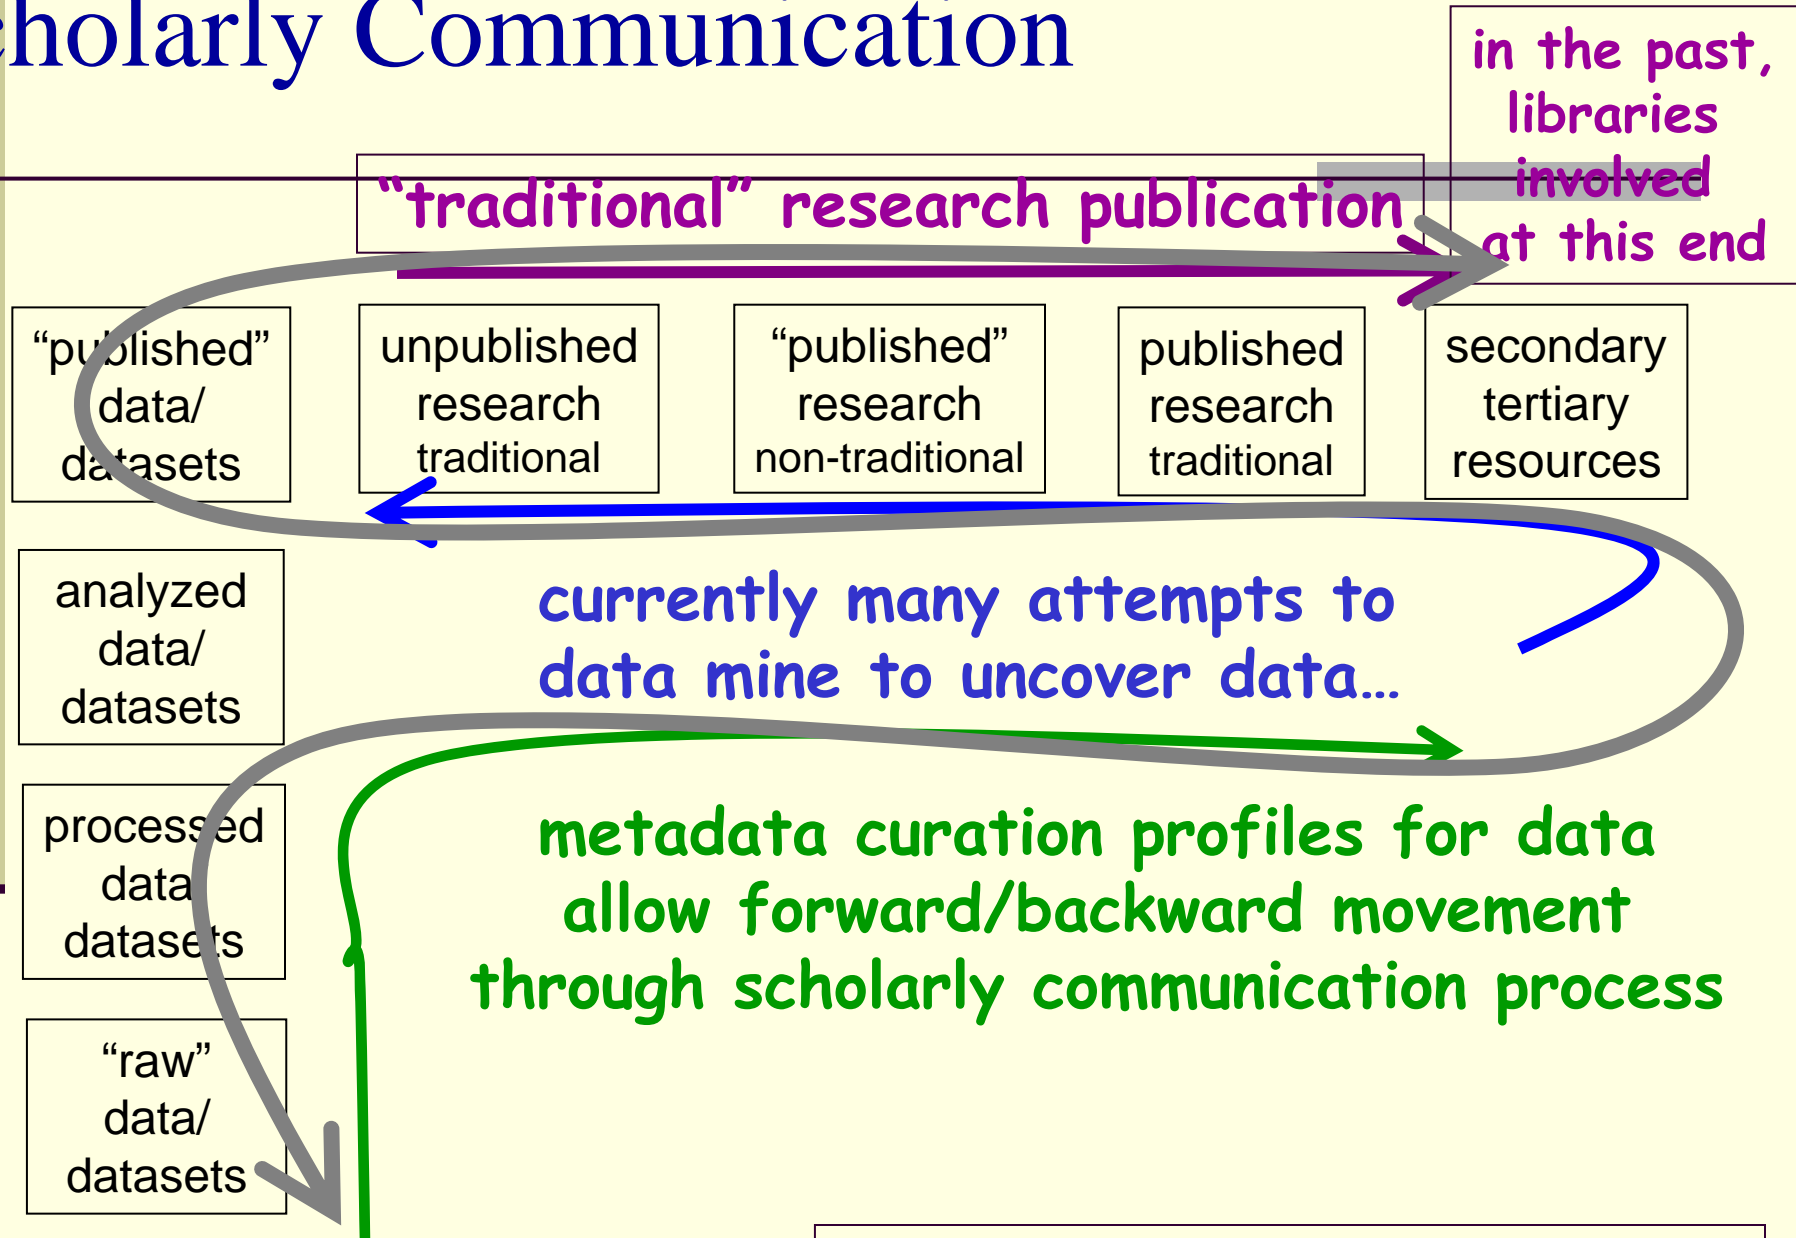 cholarly Communication
in the past,
libraries
involved
at this end
“traditional” research publication
“published”
data/
datasets
unpublished
research
traditional
“published”
research
non-traditional
published
research
traditional
secondary
tertiary
resources
currently many attempts to
data mine to uncover data...
analyzed
data/
datasets
metadata curation profiles for data
allow forward/backward movement
through scholarly communication process
processed
data/
datasets
“raw”
data/
datasets